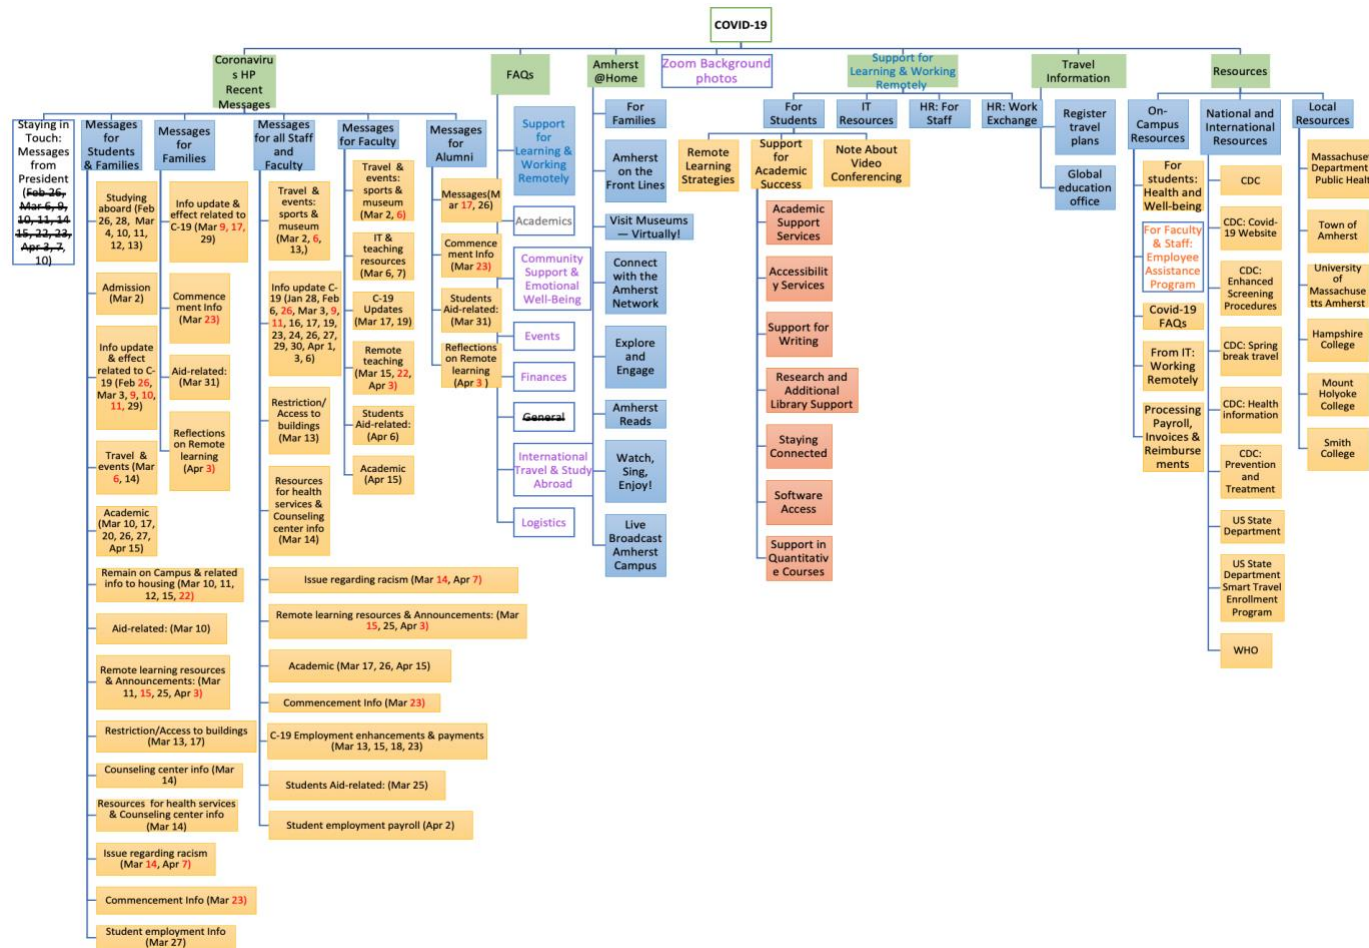 COVID-19
Coronaviru
s HP
Recent
Messages
FAQs
Amherst
@Home
Zoom Background
photos
Support for
Learning & Working
Remotely
Travel
Information
Resources
Staying in
Touch:
Messages
from
President
(Feb 26,
Mar 6, 9,
10, 11, 14
15, 22, 23,
Apr 3, 7,
10)
Messages for
Students
& Families
Studying
aboard (Feb
26, 28, Mar
4, 10, 11,
12, 13)
Admission
(Mar 2)
Info update
& effect
related to C-
19 (Feb 26,
Mar 3, 9, 10,
11, 29)
Travel &
events (Mar
6, 14)
Academic
(Mar 10, 17,
20, 26, 27,
Apr 15)
Remain on Campus & related
info to housing (Mar 10, 11,
12, 15, 22)
Aid-related: (Mar 10)
Remote learning resources
& Announcements: (Mar
11, 15, 25, Apr 3)
Restriction/Access to buildings
(Mar 13, 17)
Counseling center info (Mar
14)
Resources for health services
& Counseling center info
(Mar 14)
Issue regarding racism
(Mar 14, Apr 7)
Commencement Info (Mar 23)
Student employment Info
(Mar 27)
Messages for
Families
Info update &
effect related to
C-19 (Mar 9, 17,
29)
Commence
ment Info
(Mar 23)
Aid-related:
(Mar 31)
Reflections
on Remote
learning
(Apr 3)
Messages
for all Staff
and
Faculty
Travel &
events:
sports &
museum
(Mar 2, 6,
13,)
Info update C-
19 (Jan 28, Feb
6, 26, Mar 3, 9,
11, 16, 17, 19,
23, 24, 26, 27,
29, 30, Apr 1,
3, 6)
Restriction/
Access to
buildings
(Mar 13)
Resources
for health
services &
Counseling
center info
(Mar 14)
Issue regarding racism (Mar 14, Apr 7)
Remote learning resources & Announcements: (Mar
15, 25, Apr 3)
Academic (Mar 17, 26, Apr 15)
Commencement Info (Mar 23)
C-19 Employment enhancements & payments
(Mar 13, 15, 18, 23)
Students Aid-related: (Mar 25)
Student employment payroll (Apr 2)
Messages
for Faculty
Travel &
events:
sports &
museum
(Mar 2, 6)
IT &
teaching
resources
(Mar 6, 7)
C-19
Updates
(Mar 17, 19)
Remote
teaching
(Mar 15, 22,
Apr 3)
Students
Aid-related:
(Apr 6)
Academic
(Apr 15)
Messages
for
Alumni
Messages(M
ar 17, 26)
Commence
ment Info
(Mar 23)
Students
Aid-related:
(Mar 31)
Reflections
on Remote
learning
(Apr 3 )
Support
for
Learning &
Working
Remotely
Academics
Community
Support &
Emotional
Well-Being
Events
Finances
General
International
Travel & Study
Abroad
Logistics
For
Families
Amherst
on the
Front Lines
Visit Museums
— Virtually!
Connect
with the
Amherst
Network
Explore
and
Engage
Amherst
Reads
Watch,
Sing,
Enjoy!
Live
Broadcast
Amherst
Campus
For
Students
IT
Resources
HR: For
Staff
HR: Work
Exchange
Remote
Learning
Strategies
Support
for
Academic
Success
Note About
Video
Conferencing
Academic
Support
Services
Accessibilit
y Services
Support for
Writing
Research and
Additional
Library Support
Staying
Connected
Software
Access
Support in
Quantitativ
e Courses
Register
travel
plans
Global
education
office
On-
Campus
Resources
For
students:
Health and
Well-being
For Faculty
& Staff:
Employee
Assistance
Program
Covid-19
FAQs
From IT:
Working
Remotely
Processing
Payroll,
Invoices &
Reimburse
ments
National and
International
Resources
CDC
CDC: Covid-
19 Website
CDC:
Enhanced
Screening
Procedures
CDC: Spring
break travel
CDC: Health
information
CDC:
Prevention
and
Treatment
US State
Department
US State
Department
Smart Travel
Enrollment
Program
WHO
Local
Resources
Massachuset
Department
Public Healt
Town of
Amherst
University
of
Massachuse
tts Amherst
Hampshire
College
Mount
Holyoke
College
Smith
College